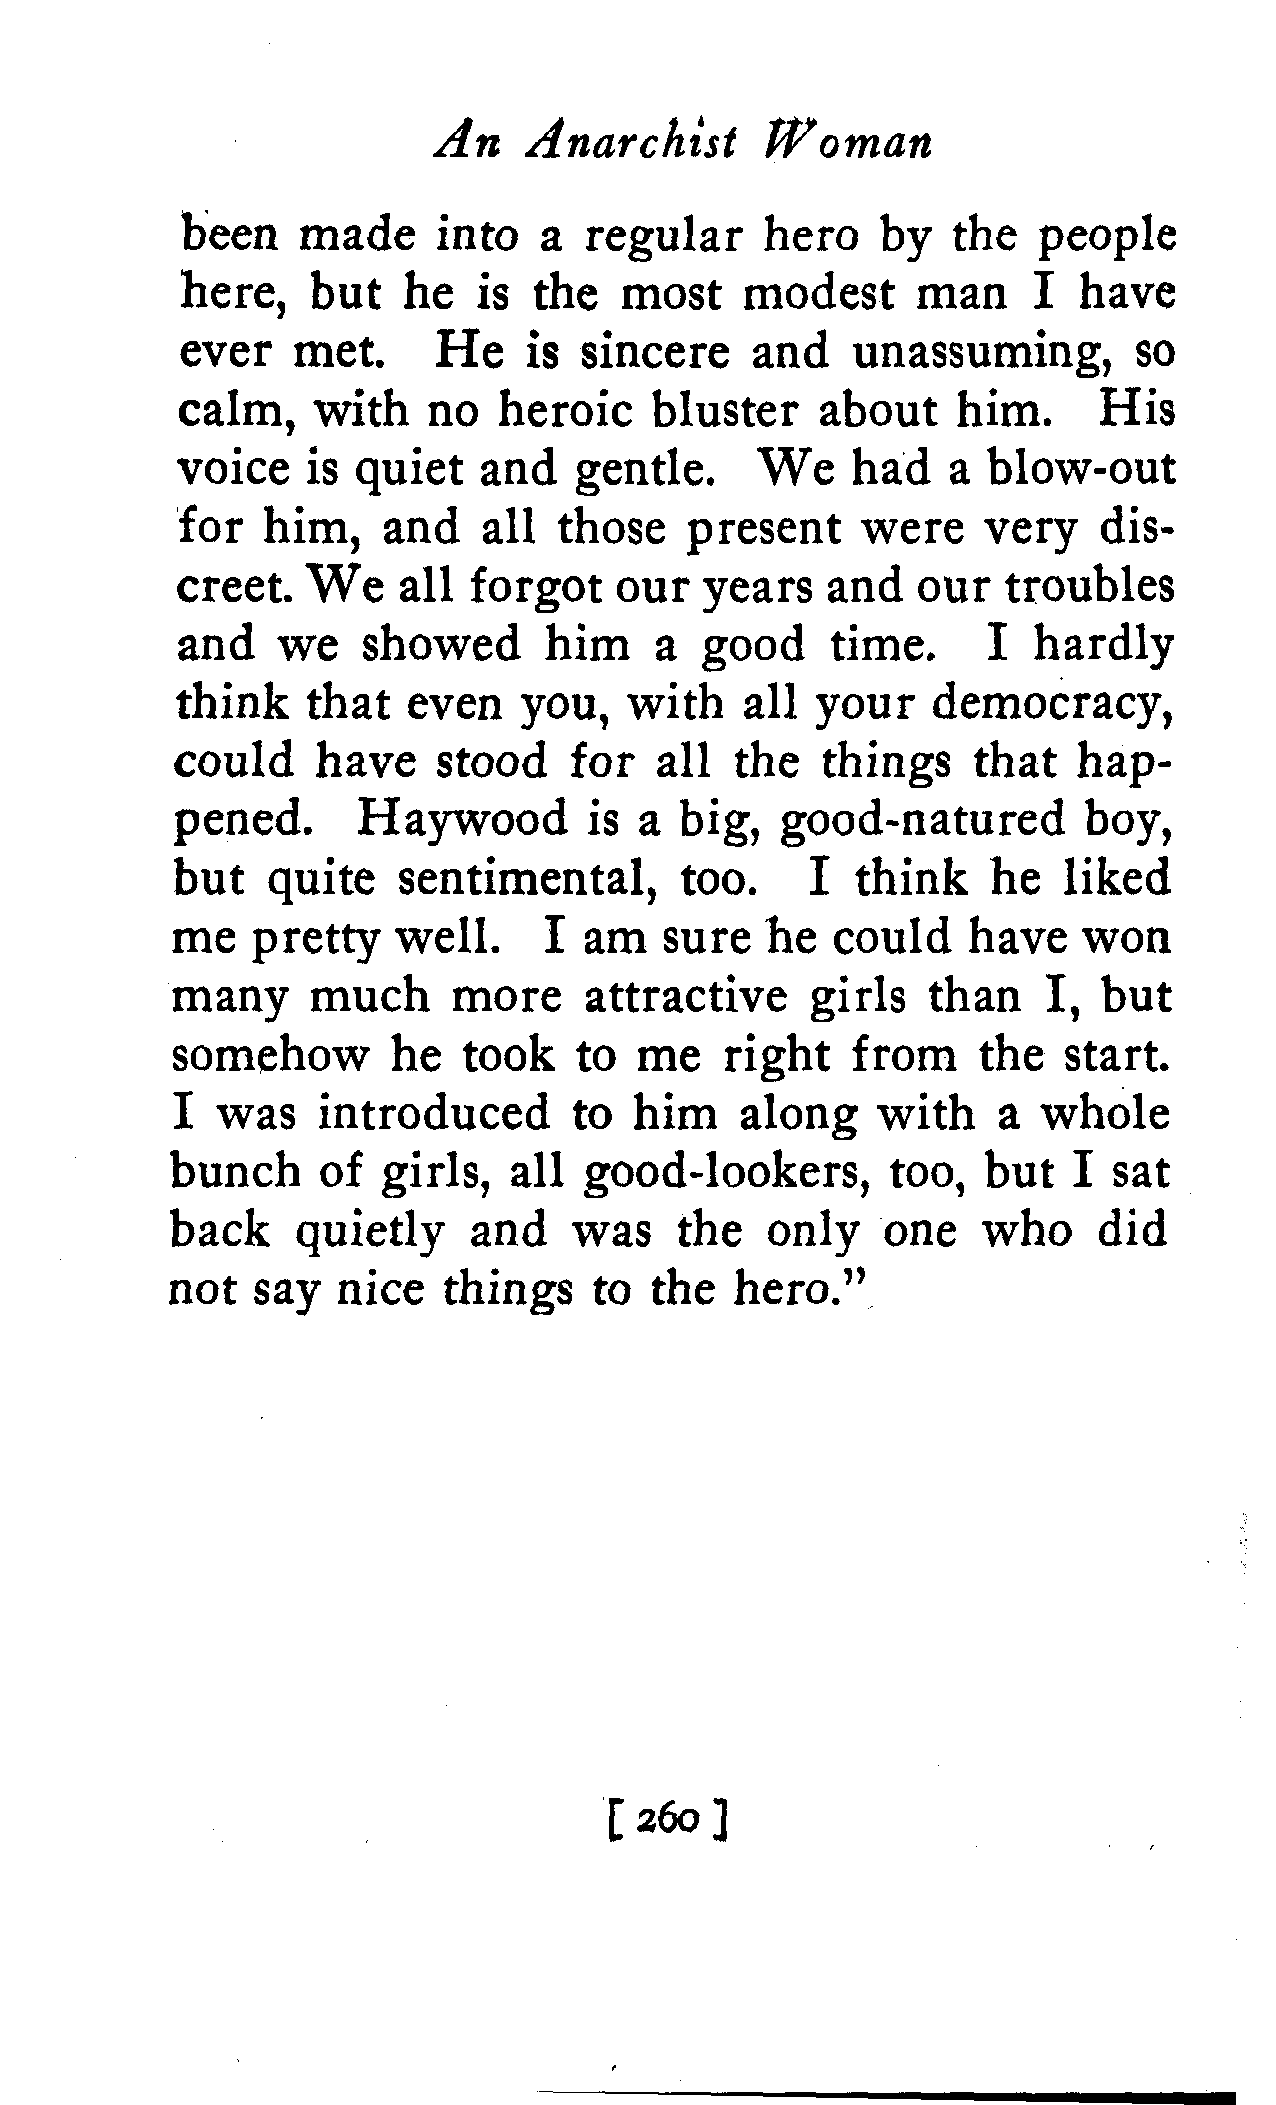 An Anarchist Woman
been made into a regular hero by the people
here, but he is the most modest man I have
ever met. He is sincere and unassuming, so
calm, with no heroic bluster about him. His
voice is quiet and gentle. We had a blow-out
for him, and all those present were very dis-
creet. We all forgot our years and our troubles
and we showed him a good time. I hardly
think that even you, with all your democracy,
could have stood for all the things that hap-
pened. Haywood is a big, good-natured boy,
but quite sentimental, too. I think he liked
me pretty well. I am sure he could have won
many much more attractive girls than I, but
somehow he took to me right from the start.
I was introduced to him along with a whole
bunch of girls, all good-lookers, too, but I sat
back quietly and was the only one who did
not say nice things to the hero."
[ 260 ]